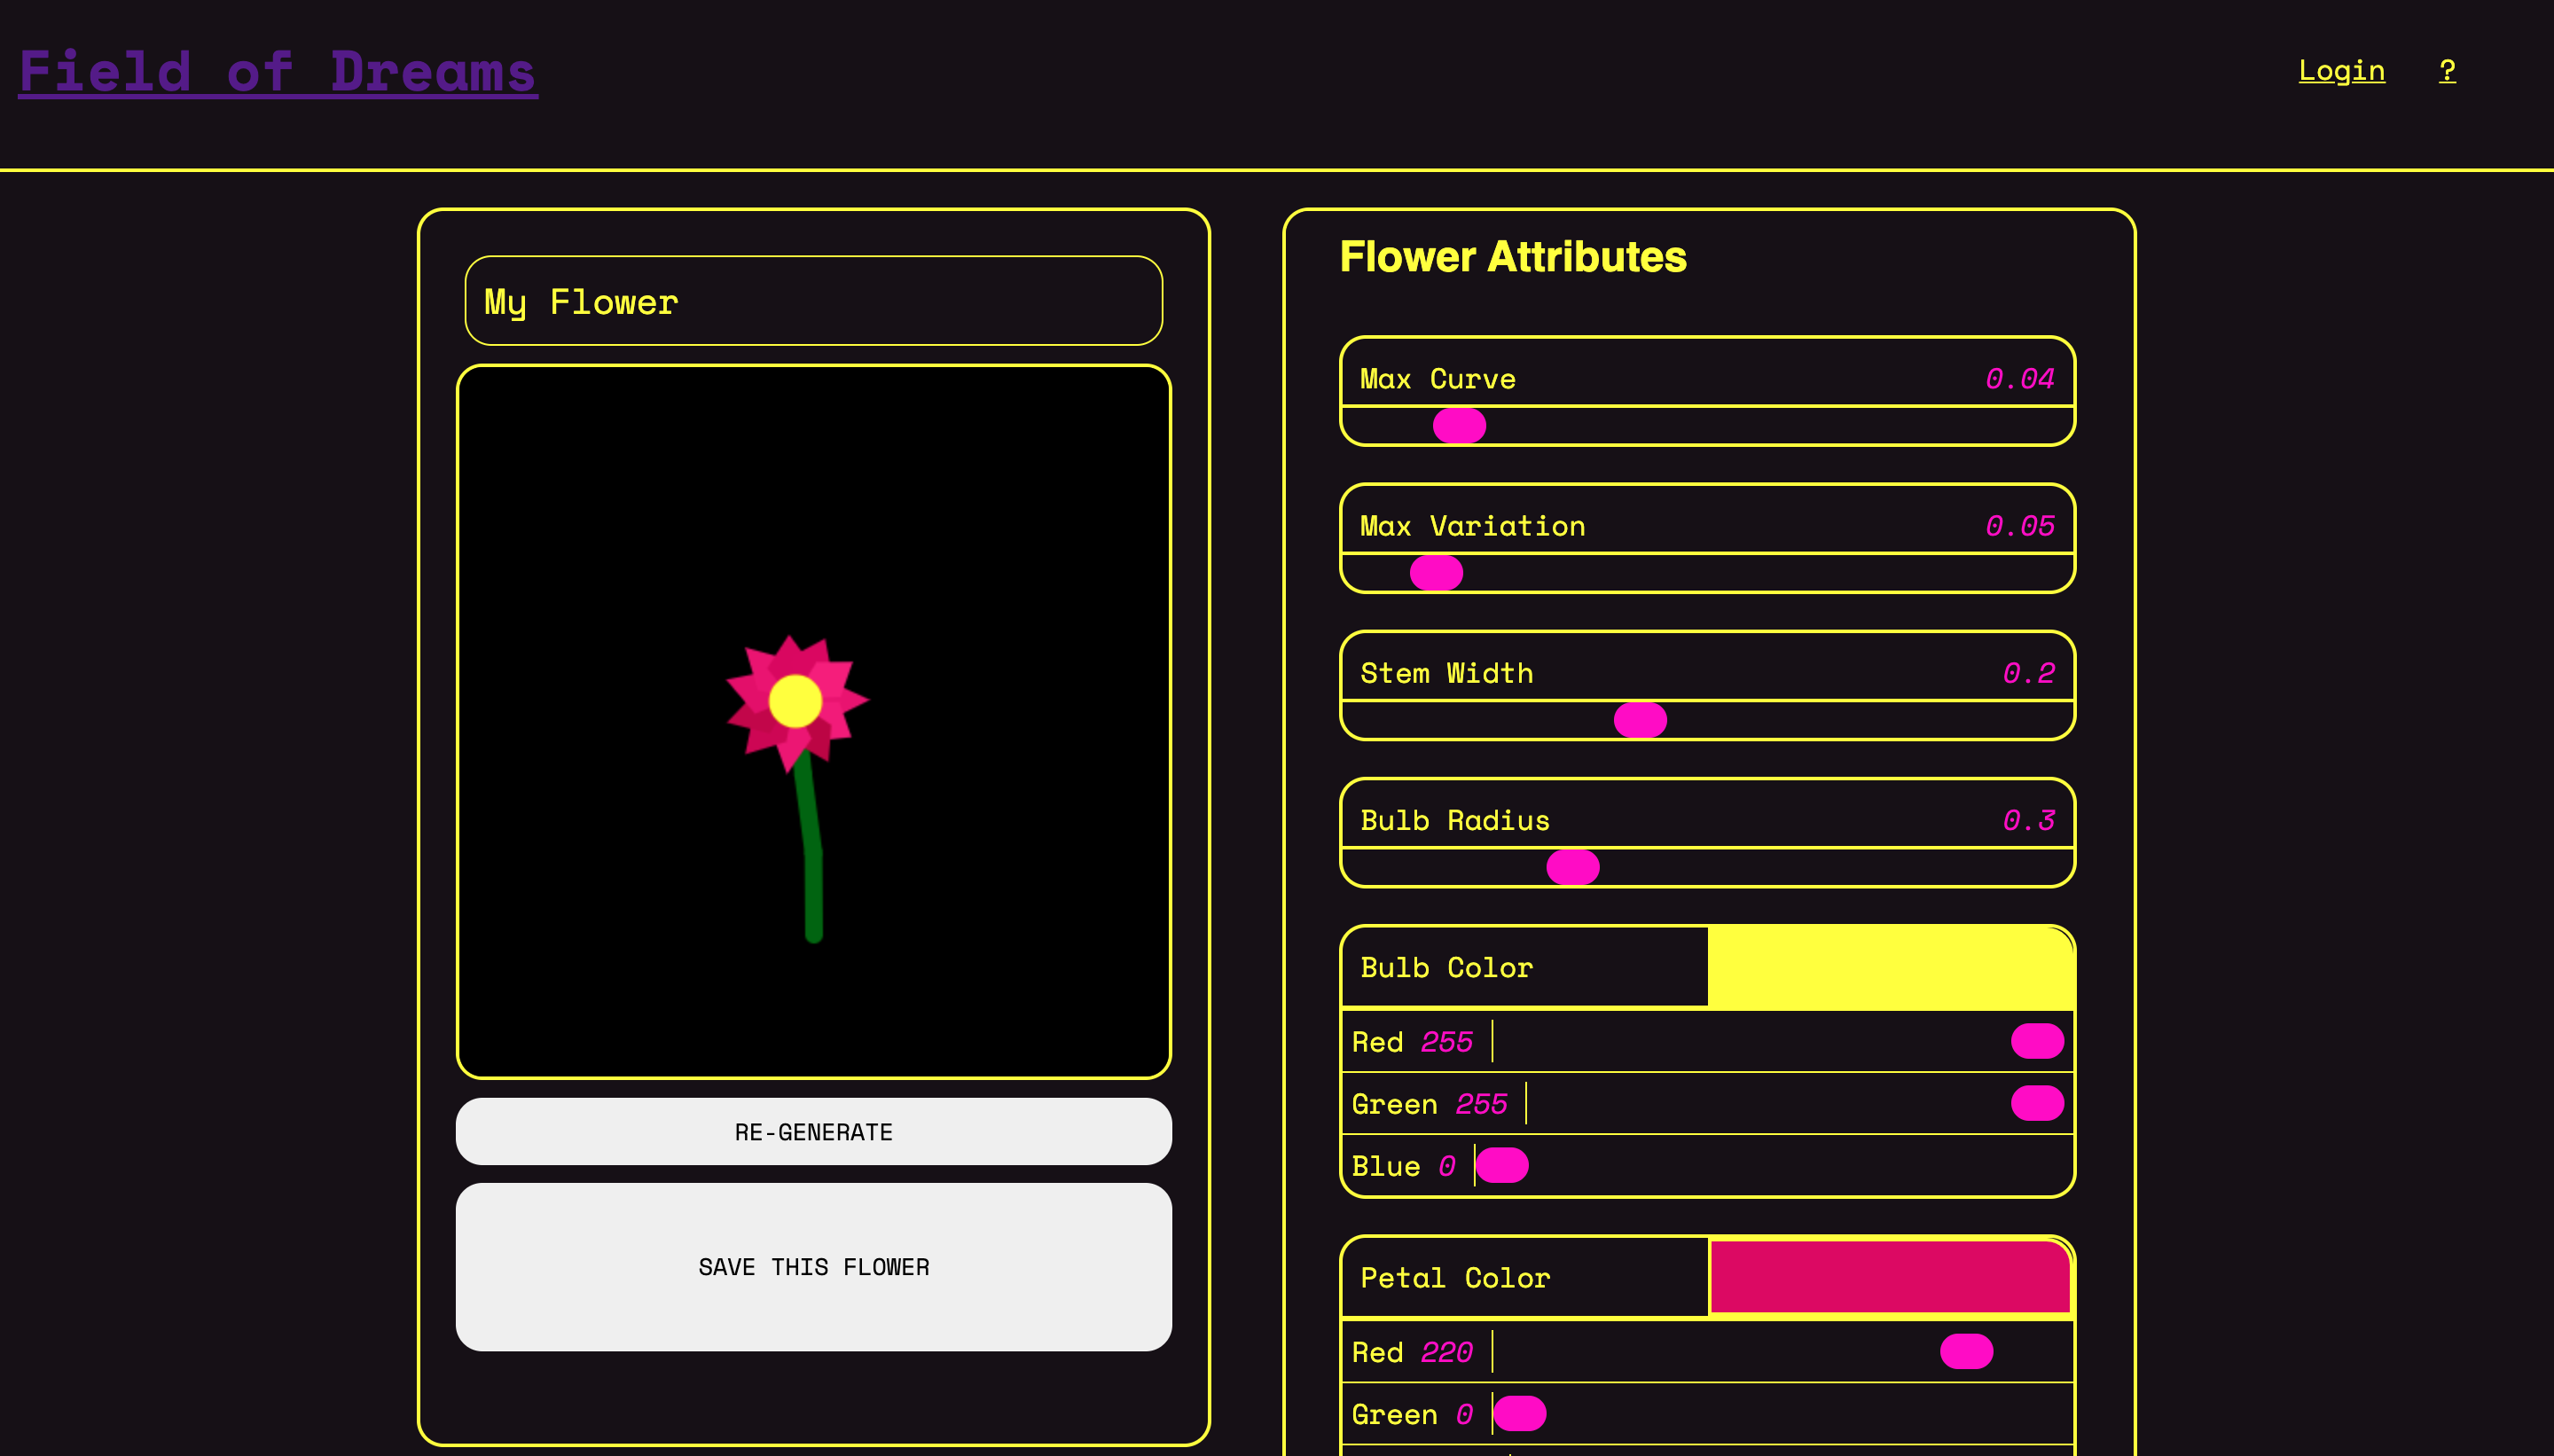 Field of Dreams
Login ?
My Flower
RE-GENERATE
SAVE THIS FLOWER
Flower Attributes
Max Curve 0.04
Max Variation 0.05
Stem Width 0.2
Bulb Radius 0.3
Bulb Color
Red 255
Green 255
Blue 0
Petal Color
Red 220
Green 0